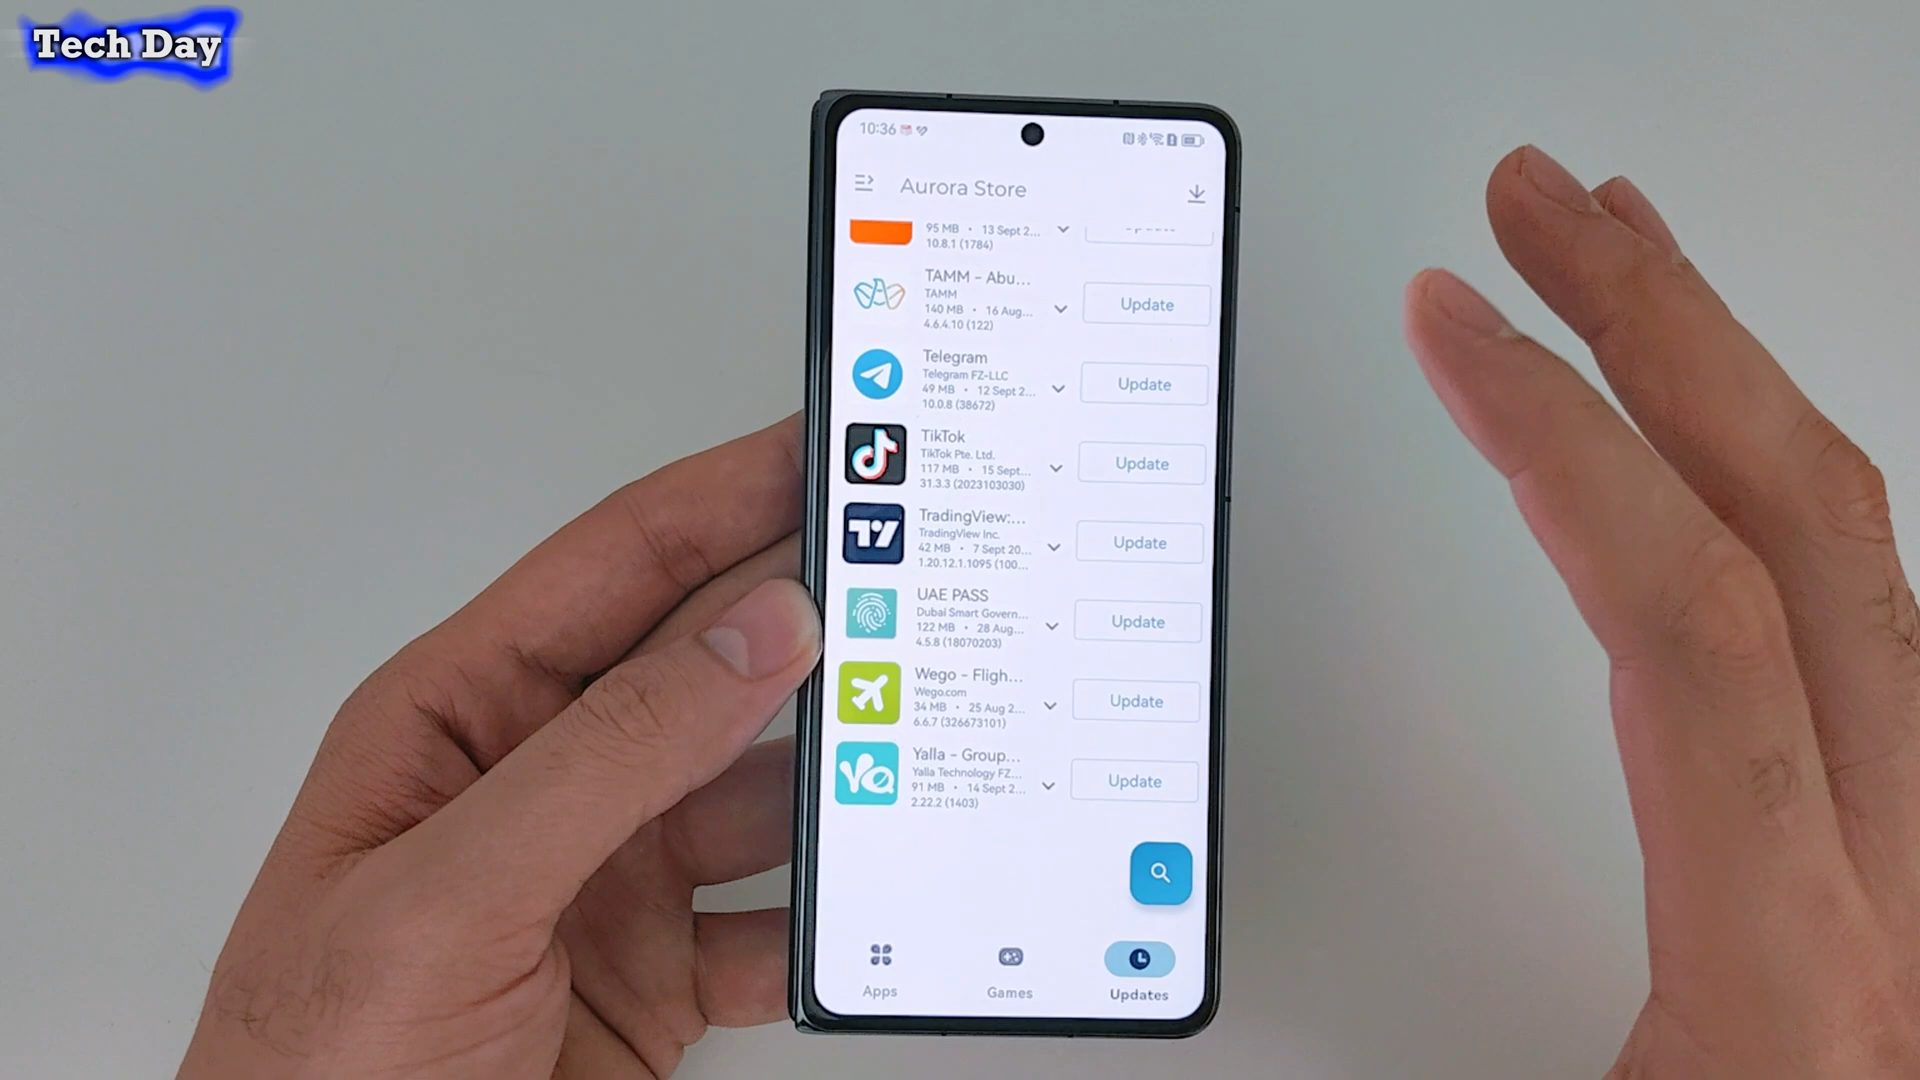 Tech Day
10:36
Aurora Store
95 MB • 13 Sept 2...
10.8.1 (1784)
TAMM - Abu...
TAMM
140 MB • 16 Aug...
4.6.4.10 (122)
Update
Telegram
Telegram FZ-LLC
49 MB • 12 Sept 2...
10.0.8 (38672)
Update
TikTok
TikTok Pte. Ltd.
117 MB • 15 Sept...
31.3.3 (2023103030)
Update
TradingView:...
TradingView Inc.
42 MB • 7 Sept 20...
1.20.12.1.1095 (100...
Update
UAE PASS
Dubai Smart Govern...
122 MB • 28 Aug...
4.5.8 (18070203)
Update
Wego - Fligh...
Wego.com
34 MB • 25 Aug 2...
6.6.7 (326673101)
Update
Yalla - Group...
Yalla Technology FZ...
91 MB • 14 Sept 2...
2.22.2 (1403)
Update
Apps
Games
Updates